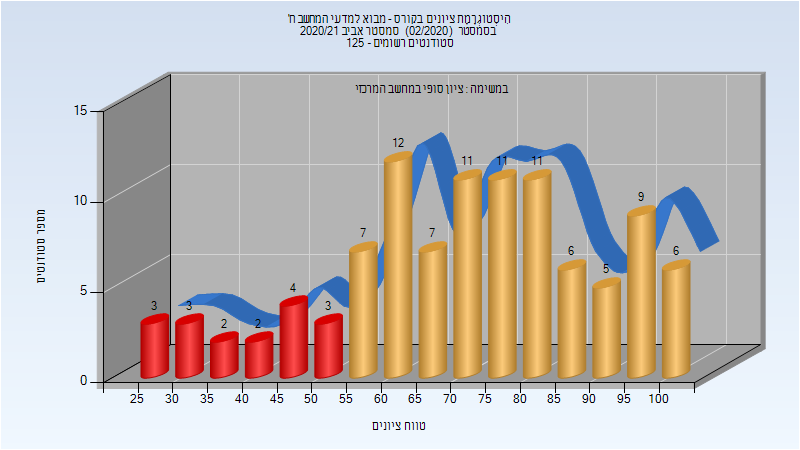 היסטוגרמת ציונים בקורס - מבוא למדעי המחשב ח'
בסמסטר (02/2020) סמסטר אביב 2020/21
סטודנטים רשומים - 125
במשימה : ציון סופי במחשב המרכזי
מספר סטודנטים
15
10
5
0
3 3 2 2 4 3 7 12 7 11 11 11 6 5 9 6
25 30 35 40 45 50 55 60 65 70 75 80 85 90 95 100
טווח ציונים